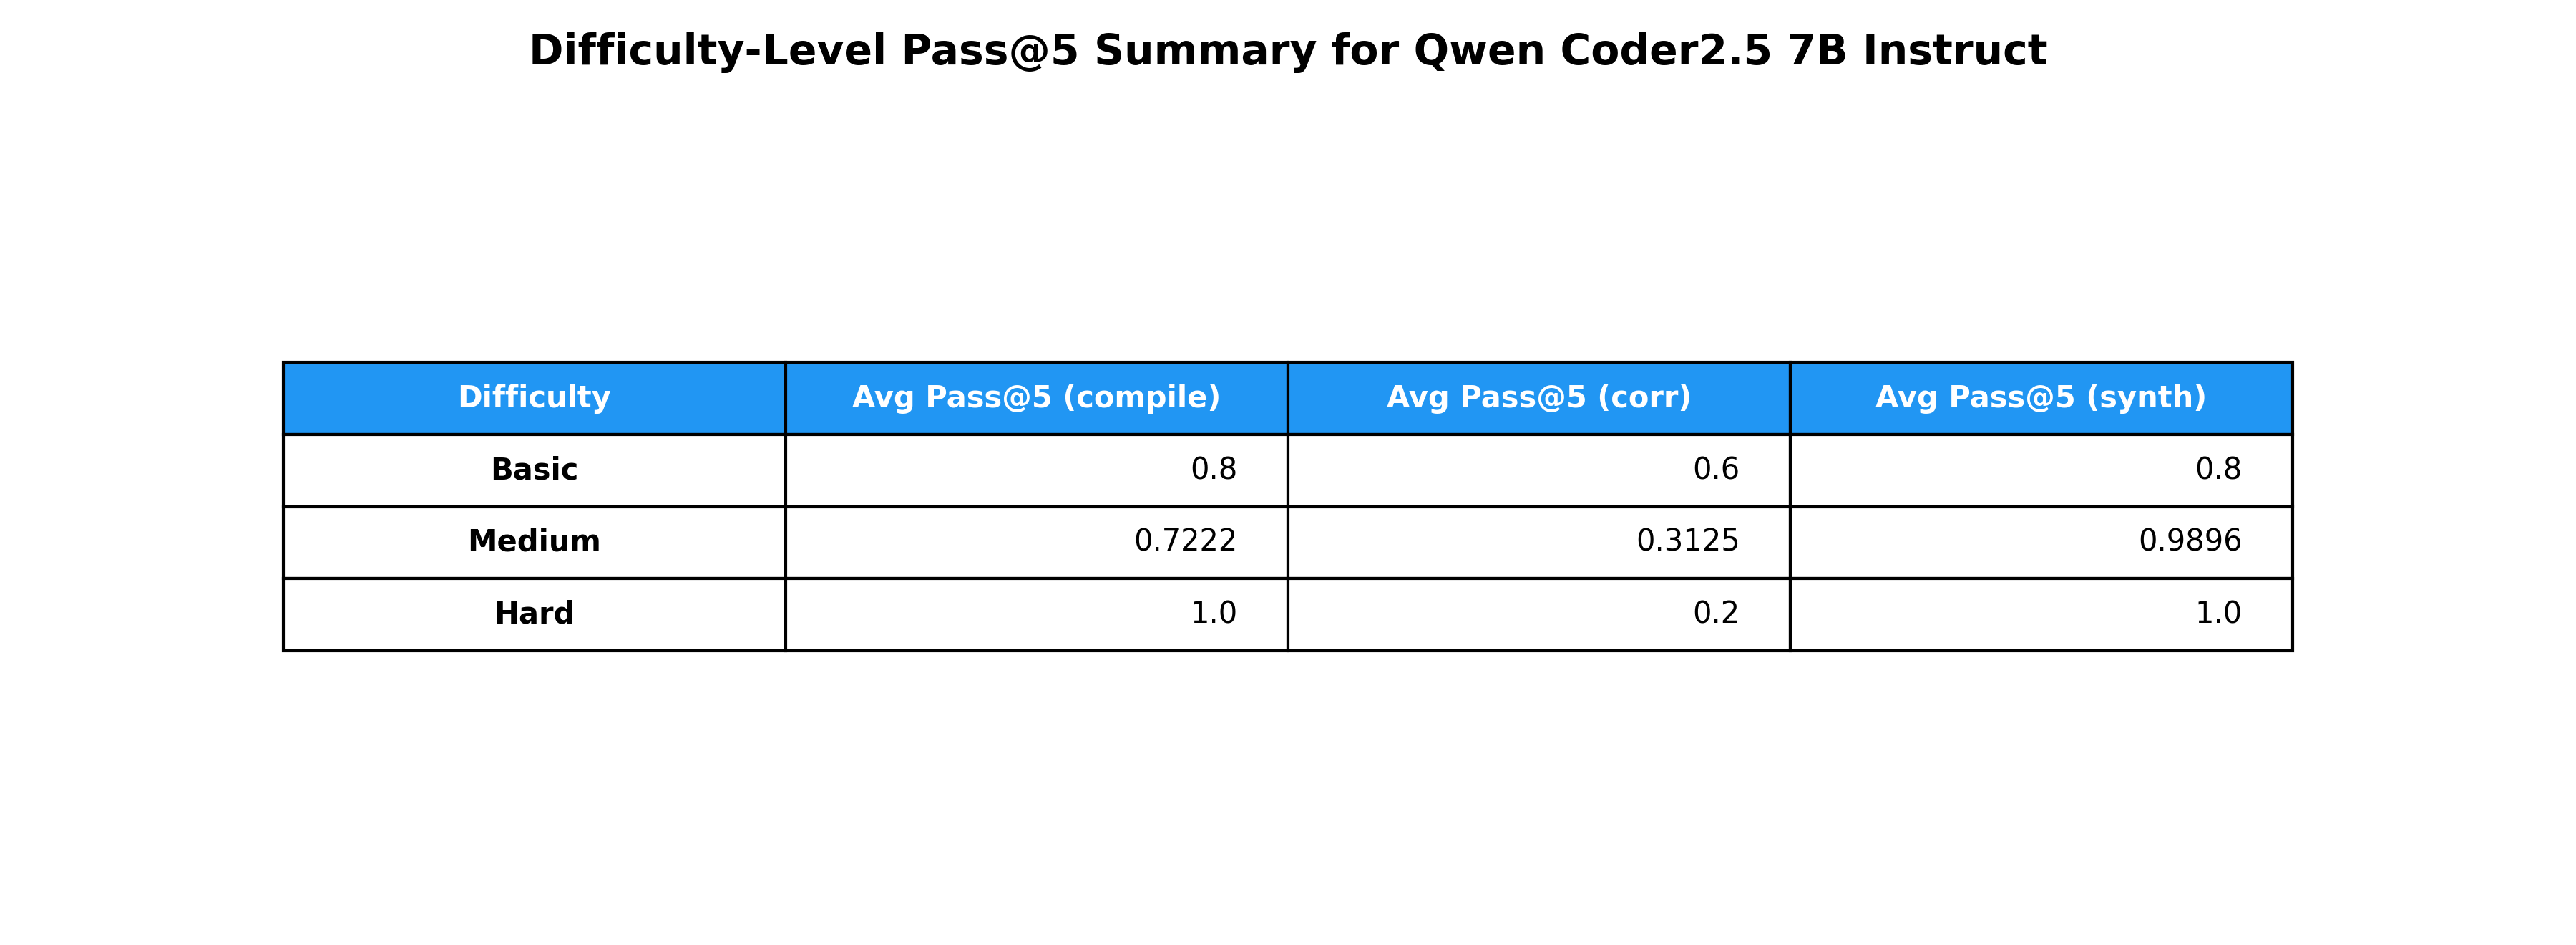 Difficulty-Level Pass@5 Summary for Qwen Coder2.5 7B Instruct
Difficulty Avg Pass@5 (compile) Avg Pass@5 (corr) Avg Pass@5 (synth)
Basic 0.8 0.6 0.8
Medium 0.7222 0.3125 0.9896
Hard 1.0 0.2 1.0